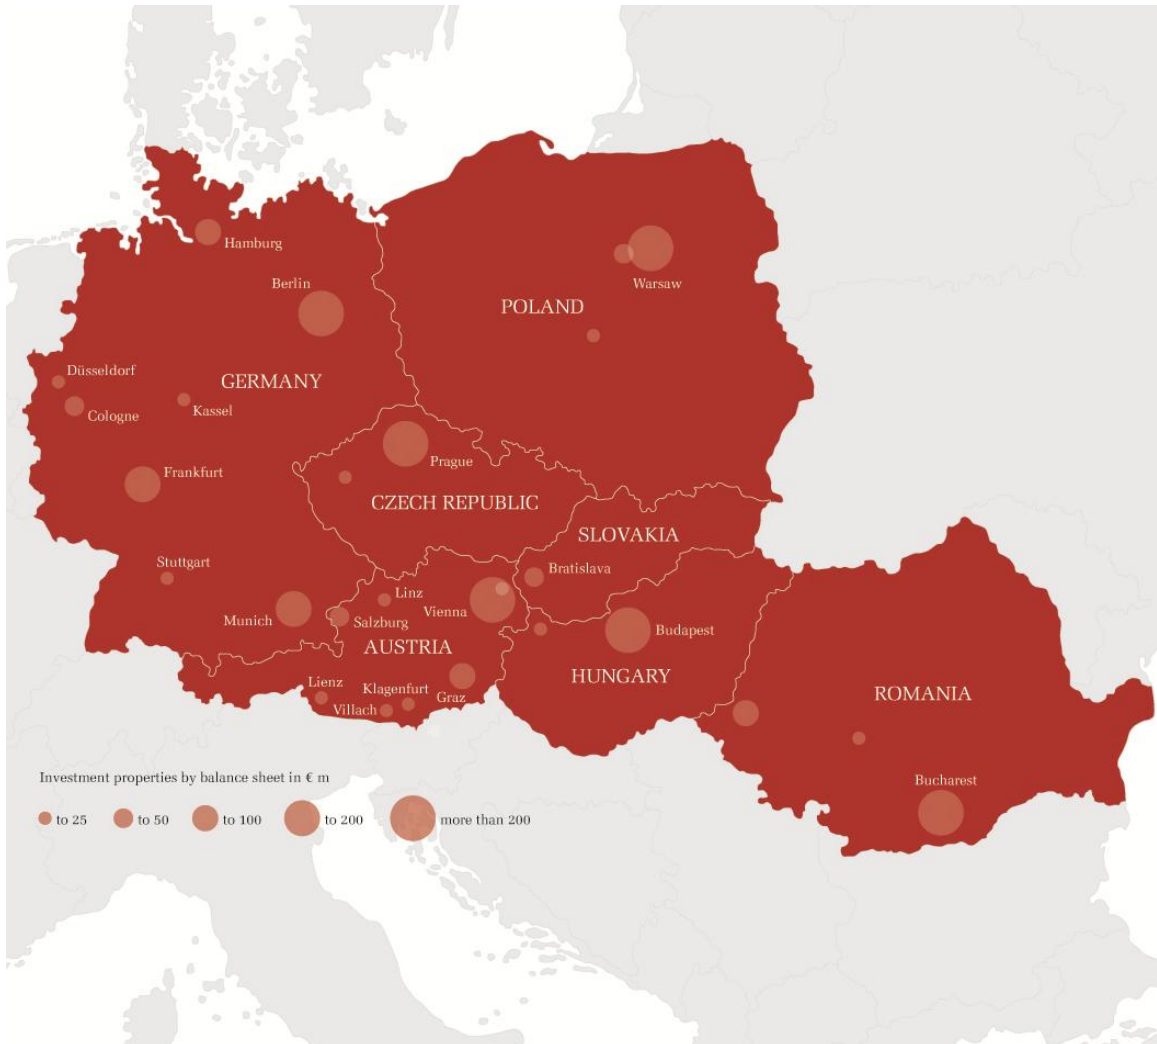 Hamburg
Berlin
Warsaw
POLAND
Düsseldorf
GERMANY
Kassel
Cologne
Prague
Frankfurt
CZECH REPUBLIC
SLOVAKIA
Stuttgart
Bratislava
Linz
Vienna
Munich
Salzburg
Budapest
AUSTRIA
HUNGARY
Lienz
Klagenfurt
Graz
Villach
ROMANIA
Bucharest
Investment properties by balance sheet in € m
to 25 to 50 to 100 to 200 more than 200